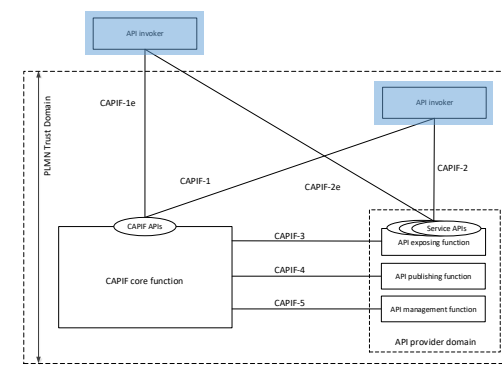 API invoker
API invoker
PLMN Trust Domain
CAPIF-1e
CAPIF-1
CAPIF-2e
CAPIF-2
CAPIF APIs
Service APIs
CAPIF-3
API exposing function
CAPIF core function
CAPIF-4
API publishing function
CAPIF-5
API management function
API provider domain